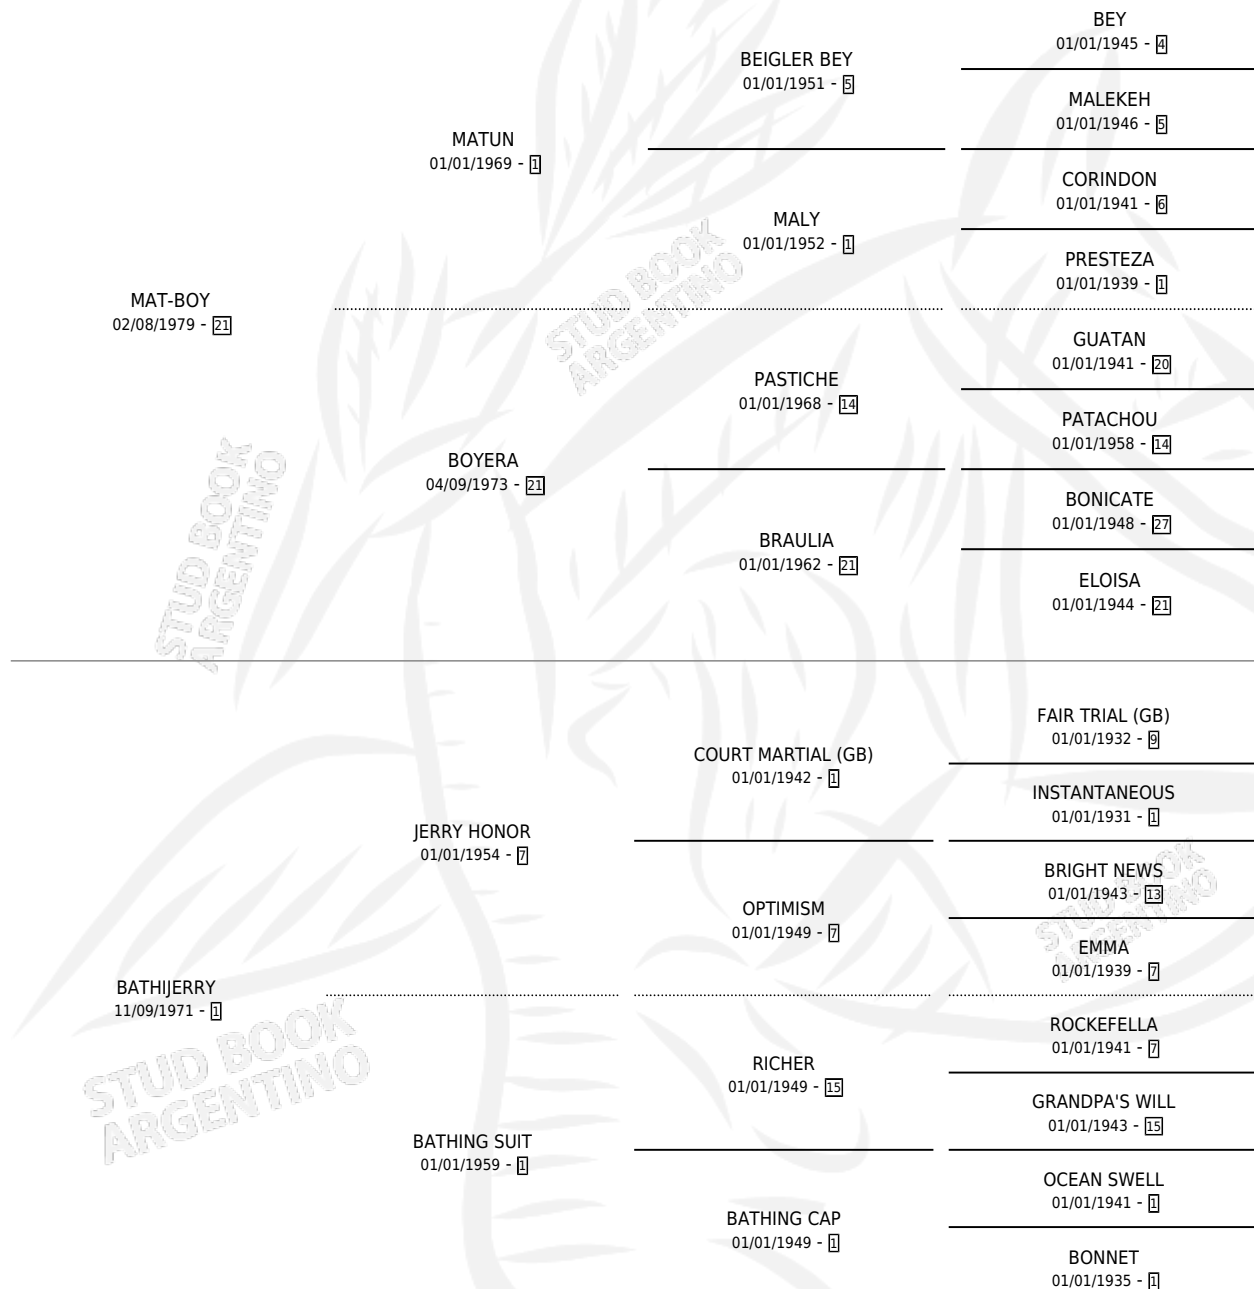 BEY
01/01/1945 - 4
BEIGLER BEY
01/01/1951 - 5
MALEKEH
01/01/1946 - 5
MATUN
01/01/1969 - 1
CORINDON
01/01/1941 - 6
MALY
01/01/1952 - 1
PRESTEZA
01/01/1939 - 1
MAT-BOY
02/08/1979 - 21
GUATAN
01/01/1941 - 20
PASTICHE
01/01/1968 - 14
PATACHOU
01/01/1958 - 14
BOYERA
04/09/1973 - 21
BONICATE
01/01/1948 - 27
BRAULIA
01/01/1962 - 21
ELOISA
01/01/1944 - 21
FAIR TRIAL (GB)
01/01/1932 - 9
COURT MARTIAL (GB)
01/01/1942 - 1
INSTANTANEOUS
01/01/1931 - 1
JERRY HONOR
01/01/1954 - 7
BRIGHT NEWS
01/01/1943 - 13
OPTIMISM
01/01/1949 - 7
EMMA
01/01/1939 - 7
BATHIJERRY
11/09/1971 - 1
ROCKEFELLA
01/01/1941 - 7
RICHER
01/01/1949 - 15
GRANDPA'S WILL
01/01/1943 - 15
BATHING SUIT
01/01/1959 - 1
OCEAN SWELL
01/01/1941 - 1
BATHING CAP
01/01/1949 - 1
BONNET
01/01/1935 - 1
STUD BOOK
ARGENTINO
STUD BOOK
ARGENTINO
STUD BOOK
ARGENTINO
STUD BOOK
ARGENTINO